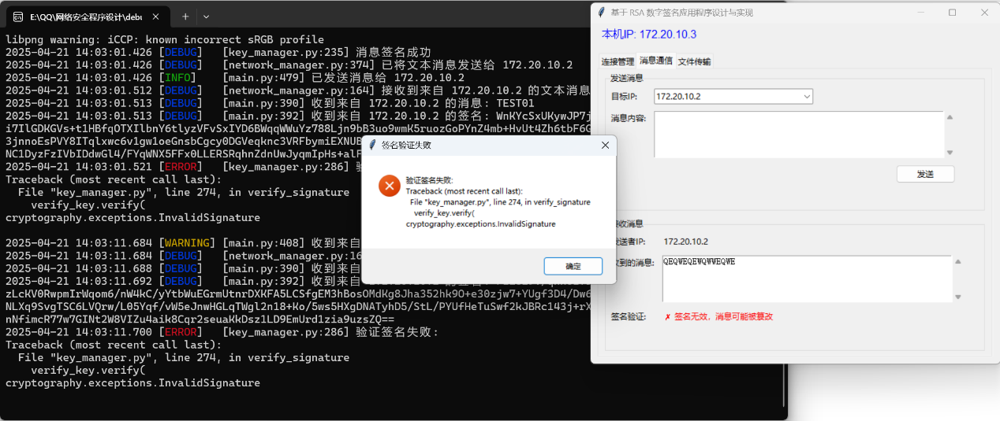 E:\QQ\网络安全程序设计\debu
libpng warning: iCCP: known incorrect sRGB profile
2025-04-21 14:03:01.426 [DEBUG] [key_manager.py:235] 消息签名成功
2025-04-21 14:03:01.426 [DEBUG] [network_manager.py:374] 已将文本消息发送给 172.20.10.2
2025-04-21 14:03:01.426 [INFO] [main.py:479] 已发送消息给 172.20.10.2
2025-04-21 14:03:01.512 [DEBUG] [network_manager.py:164] 接收到来自 172.20.10.2 的文本消息
2025-04-21 14:03:01.513 [DEBUG] [main.py:390] 收到来自 172.20.10.2 的消息: TEST01
2025-04-21 14:03:01.513 [DEBUG] [main.py:392] 收到来自 172.20.10.2 的签名: WnKYcSxUKywJP7j
i7IlGDKGVs+t1HBfqOTXIlbnY6tlyzVFvSxIYD6BWqqWWuYz788Ljn9bB3uo9wmK5ruozGoPYnZ4mb+HvUt4Zh6tbF6G
3jnnoEsPVY8ITqlxwc6v1gw1oeGnsbCgcy0DGVeqknc3VRFbymiEXNUB
NC1DyzFzIVbIDdwGl4/FYqWNX5FFx0LLERSRqhnZdnUwJyqmIpHs+alF
2025-04-21 14:03:01.521 [ERROR] [key_manager.py:286] 验
Traceback (most recent call last):
File "key_manager.py", line 274, in verify_signature
verify_key.verify(
cryptography.exceptions.InvalidSignature
2025-04-21 14:03:11.684 [WARNING] [main.py:408] 收到来自
2025-04-21 14:03:11.684 [DEBUG] [network_manager.py:16
2025-04-21 14:03:11.688 [DEBUG] [main.py:390] 收到来自
2025-04-21 14:03:11.692 [DEBUG] [main.py:392] 收到来自
zLcKV0RwpmIrWqom6/nW4kC/yYtbWuEGrmUtnrDXKFA5LCSfgEM3hBosOMdKg8Jha352hk9O+e30zjw7+YUgf3D4/Dw6
NLXq9SvgTSC6LVQrw/L05Yqf/vW5eJnwHGLqTWgl2n18+Ko/5ws5HXgDNATyhD5/StL/PYUfHeTuSwf2kJBRc143j+rX
nNfimcR77w7GINt2W8VIZu4aik8Cqr2seuaKkDsz1LD9EmUrd1zia9uzsZQ==
2025-04-21 14:03:11.700 [ERROR] [key_manager.py:286] 验证签名失败:
Traceback (most recent call last):
File "key_manager.py", line 274, in verify_signature
verify_key.verify(
cryptography.exceptions.InvalidSignature
签名验证失败
验证签名失败:
Traceback (most recent call last):
File "key_manager.py", line 274, in verify_signature
verify_key.verify(
cryptography.exceptions.InvalidSignature
确定
基于 RSA 数字签名应用程序设计与实现
本机IP: 172.20.10.3
连接管理 消息通信 文件传输
发送消息
目标IP: 172.20.10.2
消息内容:
发送
接收消息
发送者IP: 172.20.10.2
收到的消息: QEQWEQEWQWWEQWE
签名验证: ✗ 签名无效，消息可能被篡改